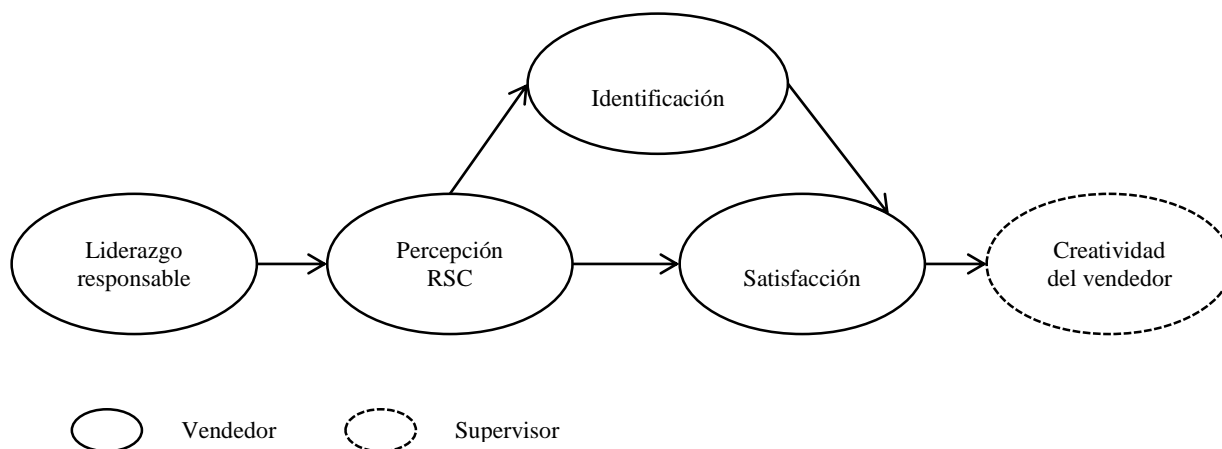 Identificación
Liderazgo
responsable
Percepción
RSC
Satisfacción
Creatividad
del vendedor
Vendedor
Supervisor